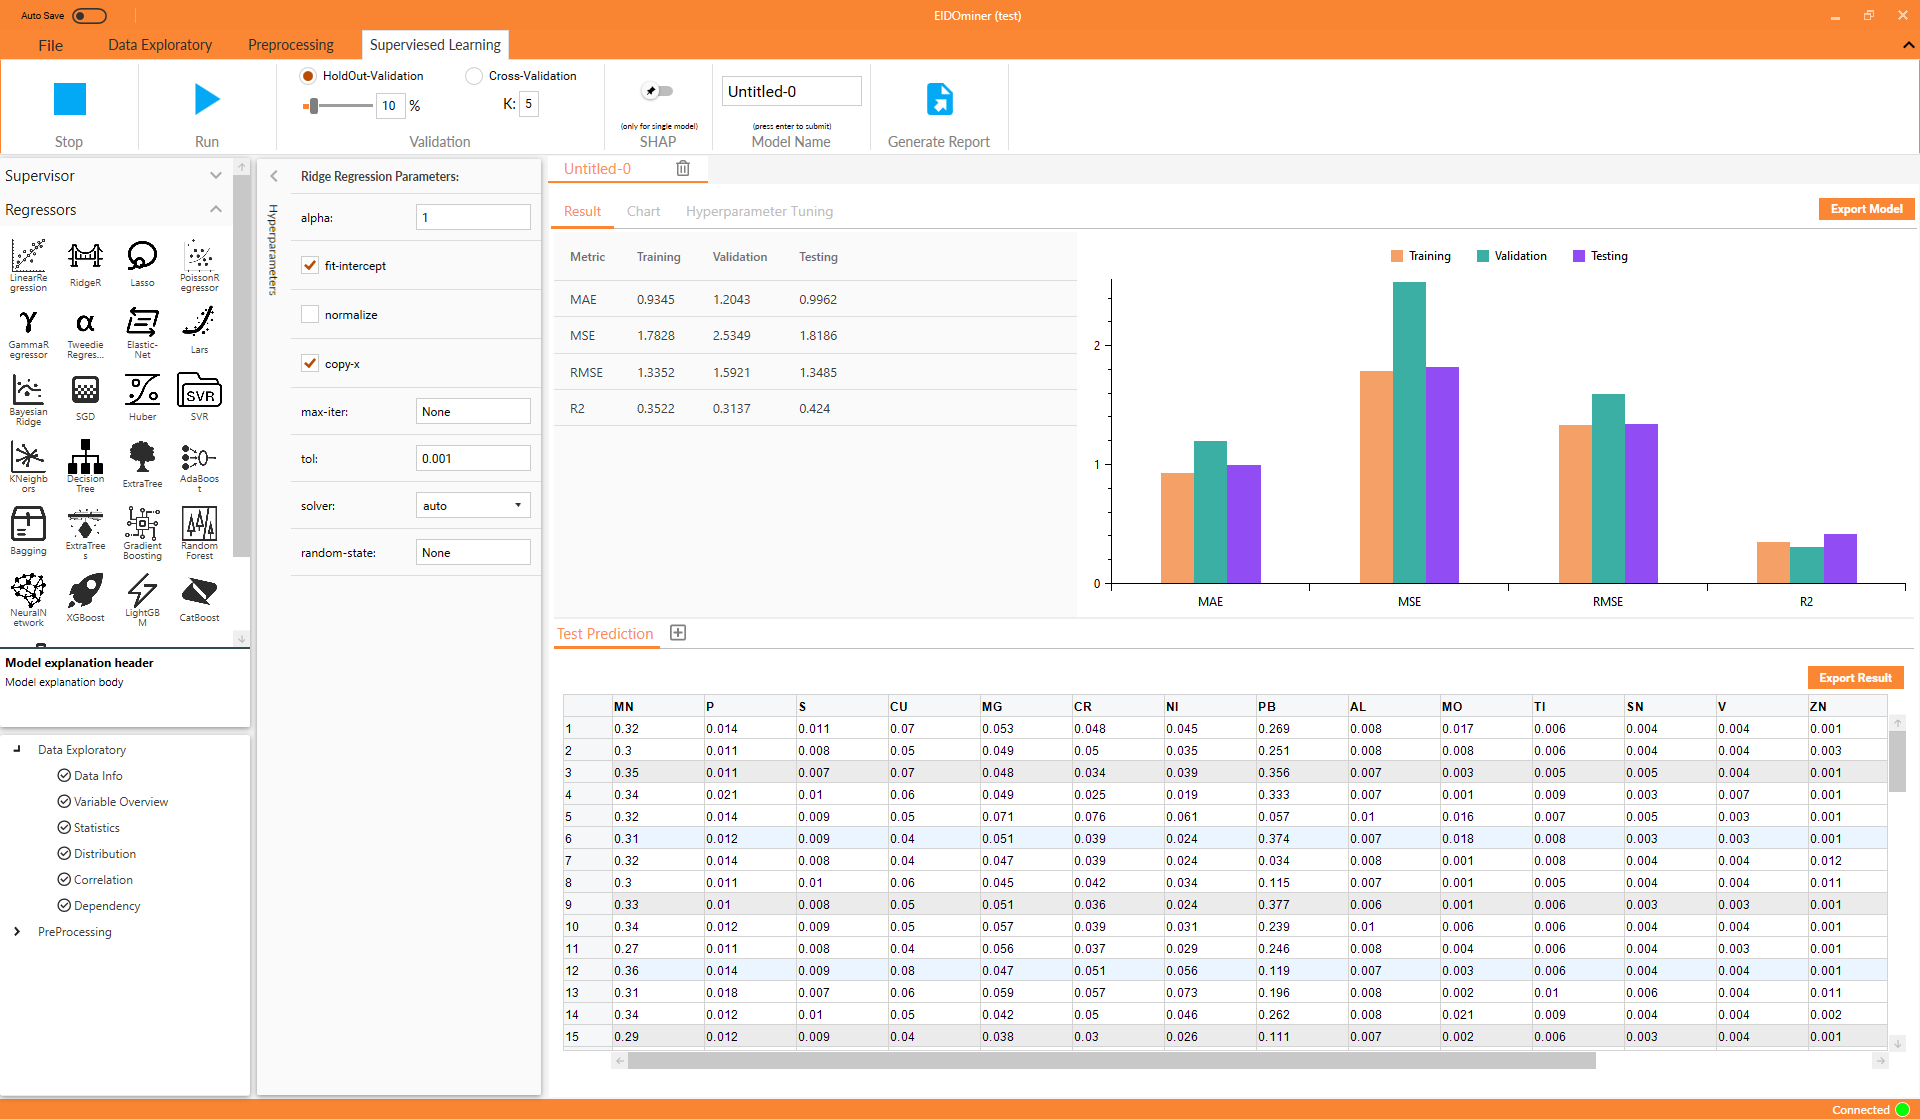 Auto Save
EIDOminer (test)
File
Data Exploratory
Preprocessing
Superviesed Learning
HoldOut-Validation
Cross-Validation
10 %
K: 5
Untitled-0
(only for single model)
(press enter to submit)
Stop
Run
Validation
SHAP
Model Name
Generate Report
Supervisor
Regressors
LinearRe
gression
RidgeR
Lasso
PoissonR
egressor
GammaR
egressor
Tweedie
Regres...
Elastic-
Net
Lars
Bayesian
Ridge
SGD
Huber
SVR
SVR
KNeighb
ors
Decision
Tree
ExtraTree
AdaBoos
t
Bagging
ExtraTree
s
Gradient
Boosting
Random
Forest
NeuralN
etwork
XGBoost
LightGB
M
CatBoost
Model explanation header
Model explanation body
Data Exploratory
Data Info
Variable Overview
Statistics
Distribution
Correlation
Dependency
PreProcessing
Hyperparameters
Ridge Regression Parameters:
alpha: 1
fit-intercept
normalize
copy-x
max-iter: None
tol: 0.001
solver: auto
random-state: None
Untitled-0
Result Chart Hyperparameter Tuning
Export Model
Metric Training Validation Testing
MAE 0.9345 1.2043 0.9962
MSE 1.7828 2.5349 1.8186
RMSE 1.3352 1.5921 1.3485
R2 0.3522 0.3137 0.424
Training Validation Testing
2
1
0
MAE MSE RMSE R2
Test Prediction
Export Result
MN P S CU MG CR NI PB AL MO TI SN V ZN
1 0.32 0.014 0.011 0.07 0.053 0.048 0.045 0.269 0.008 0.017 0.006 0.004 0.004 0.001
2 0.3 0.011 0.008 0.05 0.049 0.05 0.035 0.251 0.008 0.008 0.006 0.004 0.004 0.003
3 0.35 0.011 0.007 0.07 0.048 0.034 0.039 0.356 0.007 0.003 0.005 0.005 0.004 0.001
4 0.34 0.021 0.01 0.06 0.049 0.025 0.019 0.333 0.007 0.001 0.009 0.003 0.007 0.001
5 0.32 0.014 0.009 0.05 0.071 0.076 0.061 0.057 0.01 0.016 0.007 0.005 0.003 0.001
6 0.31 0.012 0.009 0.04 0.051 0.039 0.024 0.374 0.007 0.018 0.008 0.003 0.003 0.001
7 0.32 0.014 0.008 0.04 0.047 0.039 0.024 0.034 0.008 0.001 0.008 0.004 0.004 0.012
8 0.3 0.011 0.01 0.06 0.045 0.042 0.034 0.115 0.007 0.001 0.005 0.004 0.004 0.011
9 0.33 0.01 0.008 0.05 0.051 0.036 0.024 0.377 0.006 0.001 0.006 0.003 0.003 0.001
10 0.34 0.012 0.009 0.05 0.057 0.039 0.031 0.239 0.01 0.006 0.006 0.004 0.004 0.001
11 0.27 0.011 0.008 0.04 0.056 0.037 0.029 0.246 0.008 0.004 0.006 0.004 0.003 0.001
12 0.36 0.014 0.009 0.08 0.047 0.051 0.056 0.119 0.007 0.003 0.006 0.004 0.004 0.001
13 0.31 0.018 0.007 0.06 0.059 0.057 0.073 0.196 0.008 0.002 0.01 0.006 0.004 0.011
14 0.34 0.012 0.01 0.05 0.042 0.05 0.046 0.262 0.008 0.021 0.009 0.004 0.004 0.002
15 0.29 0.012 0.009 0.04 0.038 0.03 0.026 0.111 0.007 0.002 0.006 0.003 0.004 0.001
Connected